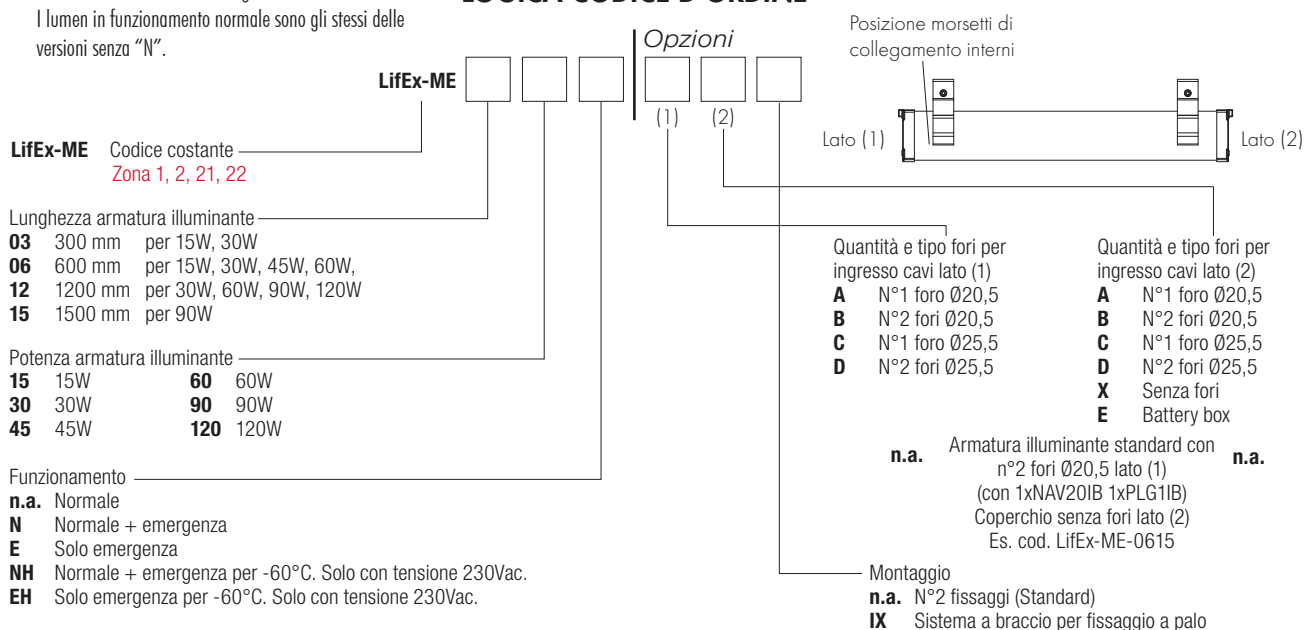 I lumen in funzionamento normale sono gli stessi delle
versioni senza “N”.
Opzioni
Posizione morsetti di
collegamento interni
LifEx-ME
(1) (2)
Lato (1)
Lato (2)
LifEx-ME Codice costante
Zona 1, 2, 21, 22
Lunghezza armatura illuminante
03 300 mm per 15W, 30W
06 600 mm per 15W, 30W, 45W, 60W,
12 1200 mm per 30W, 60W, 90W, 120W
15 1500 mm per 90W
Potenza armatura illuminante
15 15W 60 60W
30 30W 90 90W
45 45W 120 120W
Funzionamento
n.a. Normale
N Normale + emergenza
E Solo emergenza
NH Normale + emergenza per -60°C. Solo con tensione 230Vac.
EH Solo emergenza per -60°C. Solo con tensione 230Vac.
Quantità e tipo fori per
ingresso cavi lato (1)
A N°1 foro Ø20,5
B N°2 fori Ø20,5
C N°1 foro Ø25,5
D N°2 fori Ø25,5
Quantità e tipo fori per
ingresso cavi lato (2)
A N°1 foro Ø20,5
B N°2 fori Ø20,5
C N°1 foro Ø25,5
D N°2 fori Ø25,5
X Senza fori
E Battery box
n.a. Armatura illuminante standard con n.a.
n°2 fori Ø20,5 lato (1)
(con 1xNAV20IB 1xPLG1IB)
Coperchio senza fori lato (2)
Es. cod. LifEx-ME-0615
Montaggio
n.a. N°2 fissaggi (Standard)
IX Sistema a braccio per fissaggio a palo